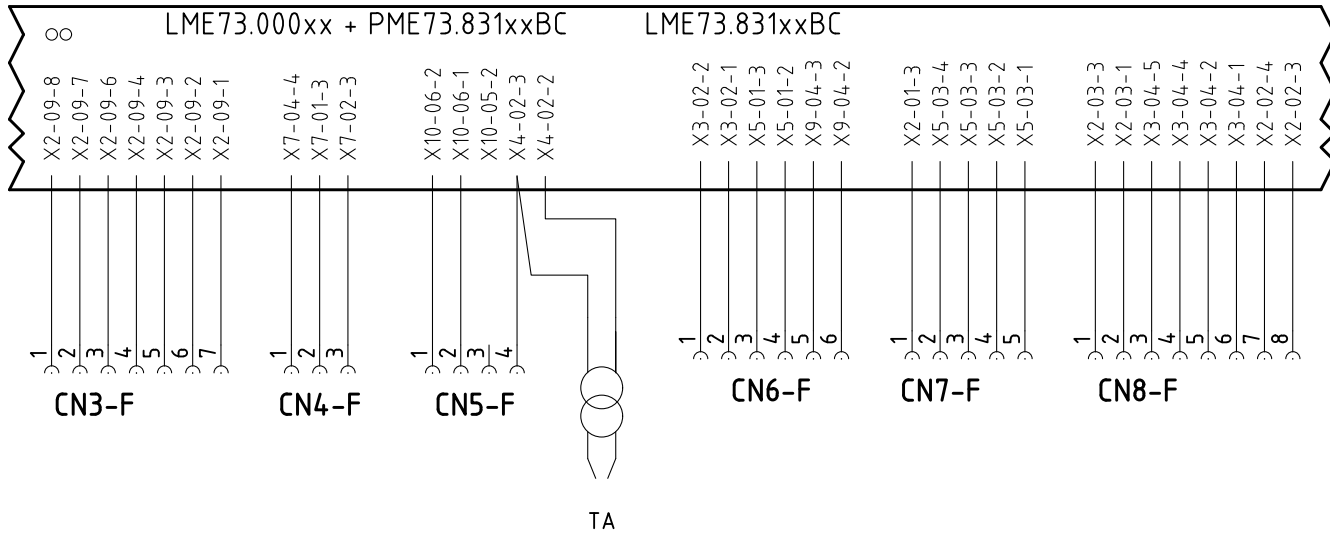 LME73.000xx + PME73.831xxBC
LME73.831xxBC
X2-09-8
X2-09-7
X2-09-6
X2-09-4
X2-09-3
X2-09-2
X2-09-1
X7-04-4
X7-01-3
X7-02-3
X10-06-2
X10-06-1
X10-05-2
X4-02-3
X4-02-2
X3-02-2
X3-02-1
X5-01-3
X5-01-2
X9-04-3
X9-04-2
X2-01-3
X5-03-4
X5-03-3
X5-03-2
X5-03-1
X2-03-3
X2-03-1
X3-04-5
X3-04-4
X3-04-2
X3-04-1
X2-02-4
X2-02-3
1 2 3 4 5 6 7
1 2 3
1 2 3 4
1 2 3 4 5 6
1 2 3 4 5
1 2 3 4 5 6 7 8
CN3-F
CN4-F
CN5-F
CN6-F
CN7-F
CN8-F
TA